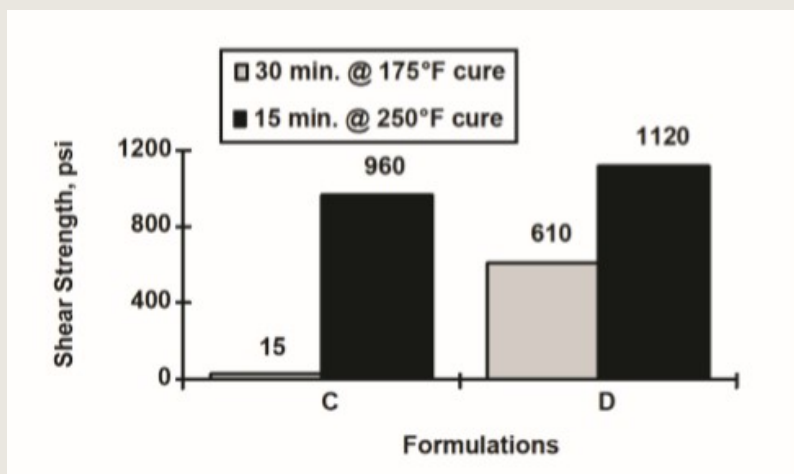 30 min. @ 175°F cure
15 min. @ 250°F cure
Shear Strength, psi
1200
800
400
0
15
960
610
1120
C
D
Formulations